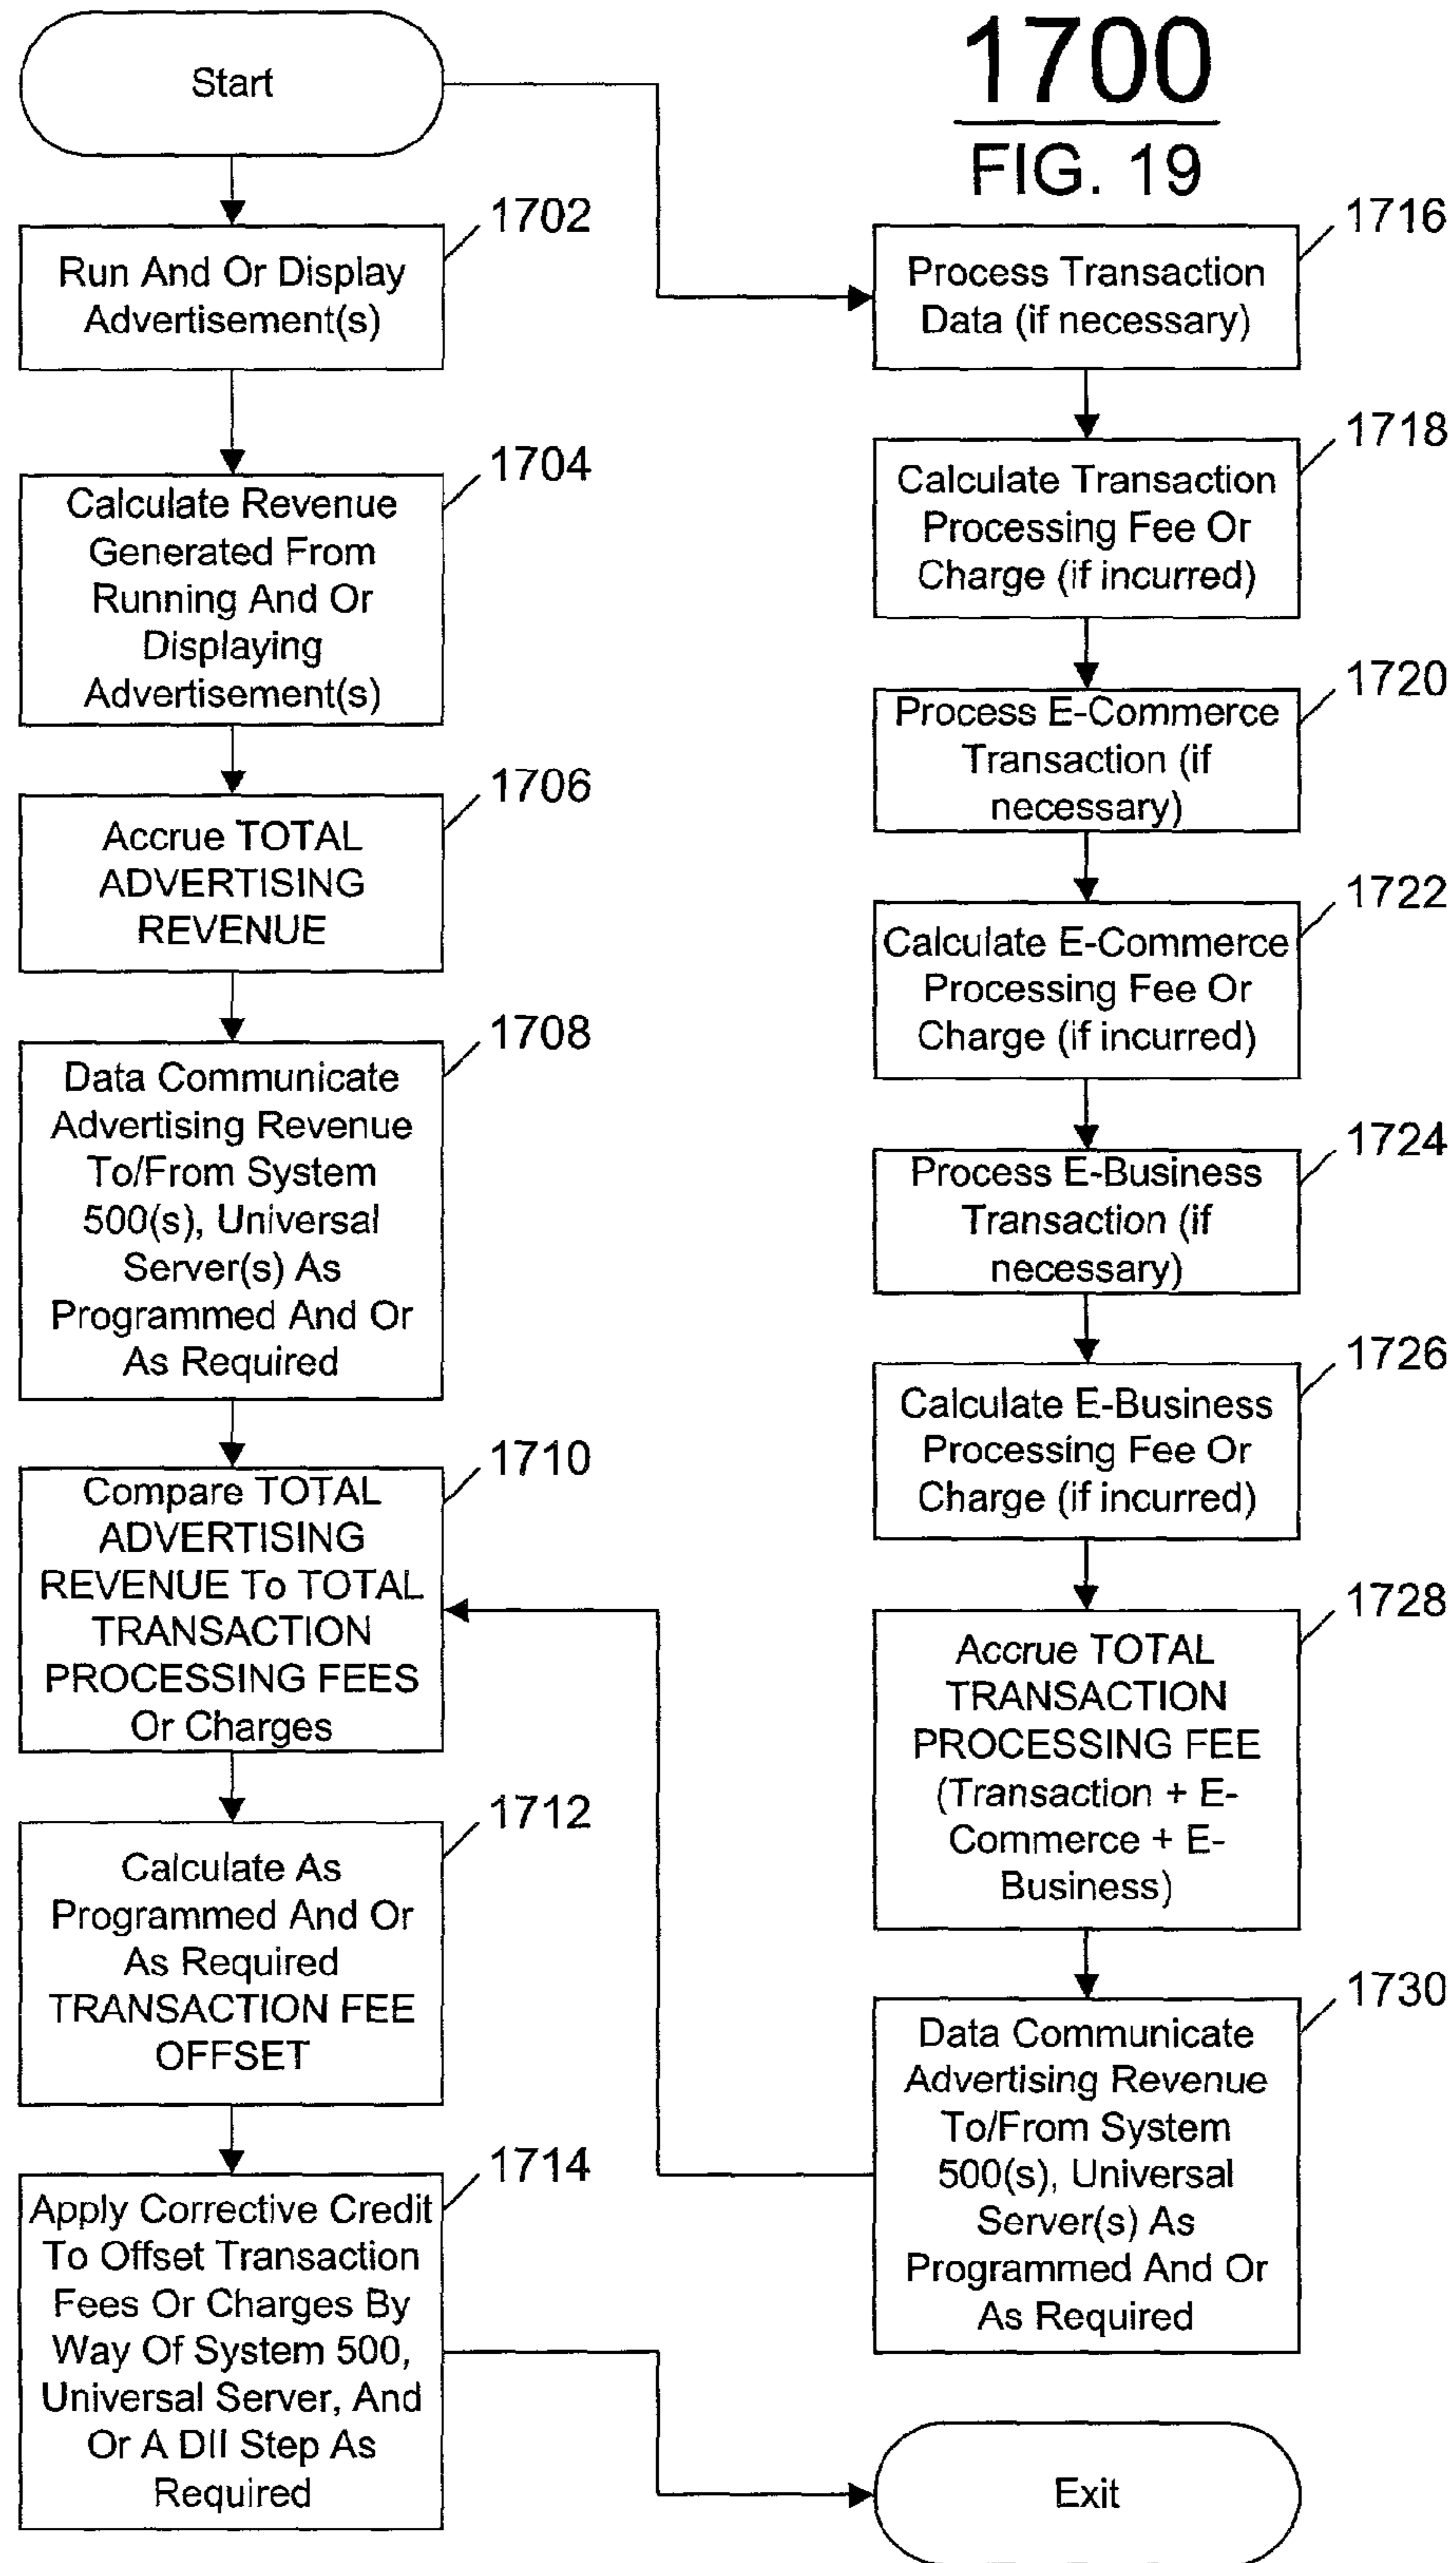 1700
FIG. 19
Start
1702
Run And Or Display
Advertisement(s)
1704
Calculate Revenue
Generated From
Running And Or
Displaying
Advertisement(s)
1706
Accrue TOTAL
ADVERTISING
REVENUE
1708
Data Communicate
Advertising Revenue
To/From System
500(s), Universal
Server(s) As
Programmed And Or
As Required
1710
Compare TOTAL
ADVERTISING
REVENUE To TOTAL
TRANSACTION
PROCESSING FEES
Or Charges
1712
Calculate As
Programmed And Or
As Required
TRANSACTION FEE
OFFSET
1714
Apply Corrective Credit
To Offset Transaction
Fees Or Charges By
Way Of System 500,
Universal Server, And
Or A DII Step As
Required
1716
Process Transaction
Data (if necessary)
1718
Calculate Transaction
Processing Fee Or
Charge (if incurred)
1720
Process E-Commerce
Transaction (if
necessary)
1722
Calculate E-Commerce
Processing Fee Or
Charge (if incurred)
1724
Process E-Business
Transaction (if
necessary)
1726
Calculate E-Business
Processing Fee Or
Charge (if incurred)
1728
Accrue TOTAL
TRANSACTION
PROCESSING FEE
(Transaction + E-
Commerce + E-
Business)
1730
Data Communicate
Advertising Revenue
To/From System
500(s), Universal
Server(s) As
Programmed And Or
As Required
Exit